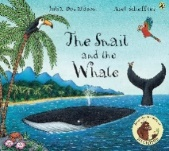 Julia Donaldson   Axel Scheffler
The Snail
and the
Whale